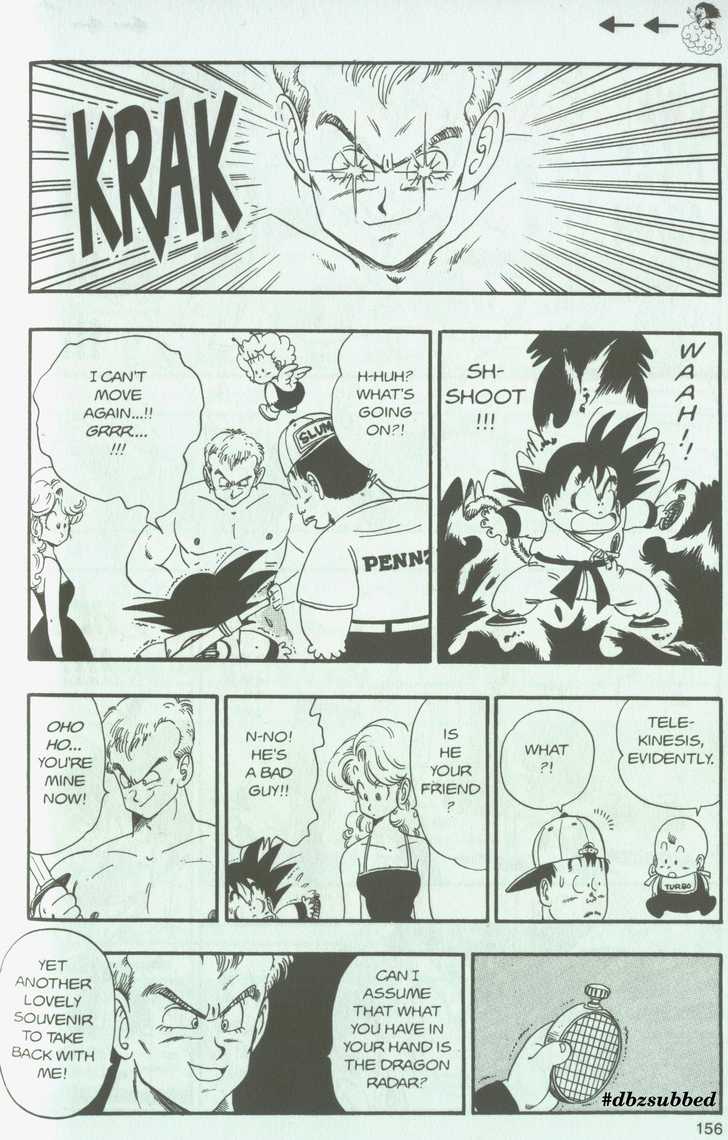 KRAK
WAAH!!
SH-
SHOOT
!!!
H-HUH?
WHAT'S
GOING
ON?!
SLUM
PENNZ
I CAN'T
MOVE
AGAIN...!!
GRRR....
!!!
TELE-
KINESIS,
EVIDENTLY.
TURBO
WHAT
?!
IS
HE
YOUR
FRIEND
?
N-NO!
HE'S
A BAD
GUY!!
OHO
HO...
YOU'RE
MINE
NOW!
CAN I
ASSUME
THAT WHAT
YOU HAVE IN
YOUR HAND IS
THE DRAGON
RADAR?
YET
ANOTHER
LOVELY
SOUVENIR
TO TAKE
BACK WITH
ME!
#dbzsubbed
156